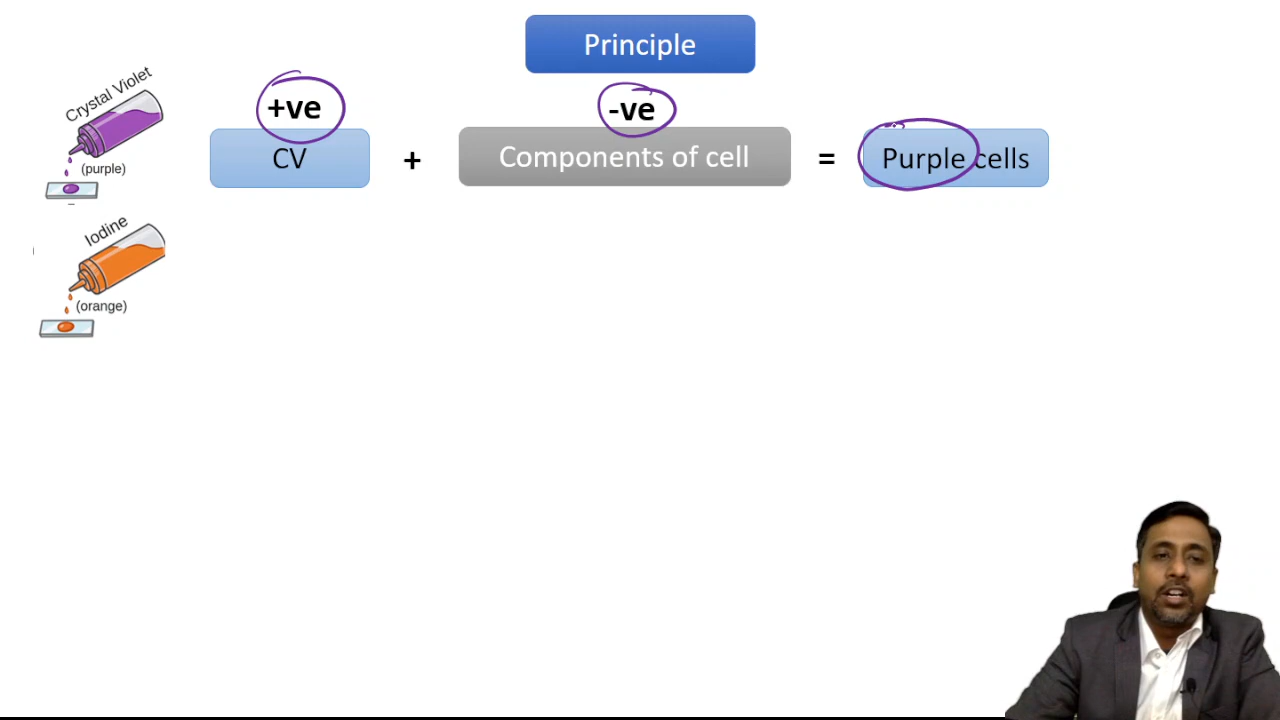 Principle
Crystal Violet
(purple)
+ve
-ve
CV + Components of cell = Purple cells
Iodine
(orange)